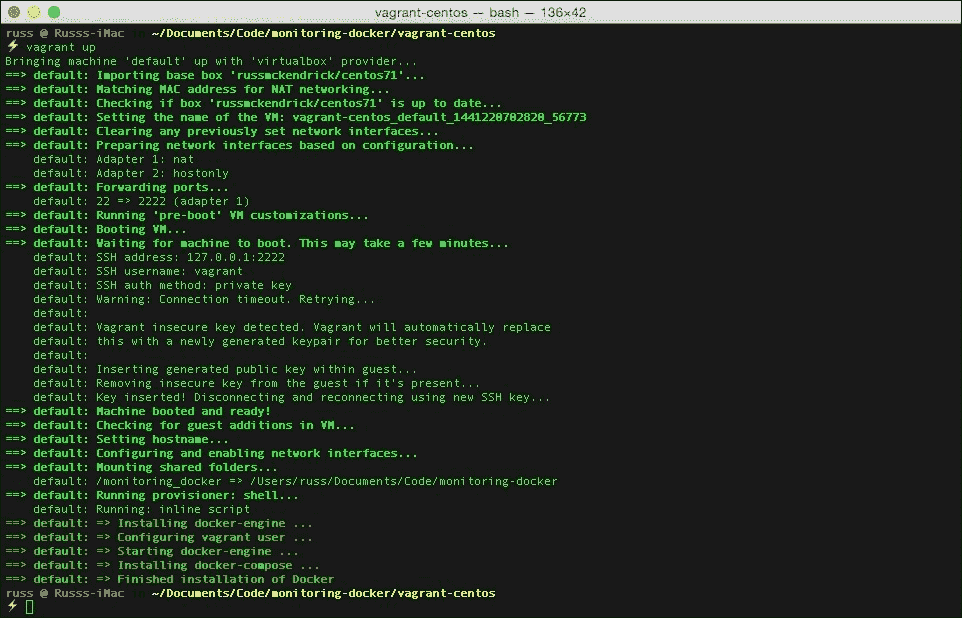 vagrant-centos — bash — 136×42
russ @ Russs-iMac in ~/Documents/Code/monitoring-docker/vagrant-centos
⚡ vagrant up
Bringing machine 'default' up with 'virtualbox' provider...
==> default: Importing base box 'russmckendrick/centos71'...
==> default: Matching MAC address for NAT networking...
==> default: Checking if box 'russmckendrick/centos71' is up to date...
==> default: Setting the name of the VM: vagrant-centos_default_1441220702820_56773
==> default: Clearing any previously set network interfaces...
==> default: Preparing network interfaces based on configuration...
default: Adapter 1: nat
default: Adapter 2: hostonly
==> default: Forwarding ports...
default: 22 => 2222 (adapter 1)
==> default: Running 'pre-boot' VM customizations...
==> default: Booting VM...
==> default: Waiting for machine to boot. This may take a few minutes...
default: SSH address: 127.0.0.1:2222
default: SSH username: vagrant
default: SSH auth method: private key
default: Warning: Connection timeout. Retrying...
default:
default: Vagrant insecure key detected. Vagrant will automatically replace
default: this with a newly generated keypair for better security.
default:
default: Inserting generated public key within guest...
default: Removing insecure key from the guest if it's present...
default: Key inserted! Disconnecting and reconnecting using new SSH key...
==> default: Machine booted and ready!
==> default: Checking for guest additions in VM...
==> default: Setting hostname...
==> default: Configuring and enabling network interfaces...
==> default: Mounting shared folders...
default: /monitoring_docker => /Users/russ/Documents/Code/monitoring-docker
==> default: Running provisioner: shell...
default: Running: inline script
==> default: => Installing docker-engine ...
==> default: => Configuring vagrant user ...
==> default: => Starting docker-engine ...
==> default: => Installing docker-compose ...
==> default: => Finished installation of Docker
russ @ Russs-iMac in ~/Documents/Code/monitoring-docker/vagrant-centos
⚡